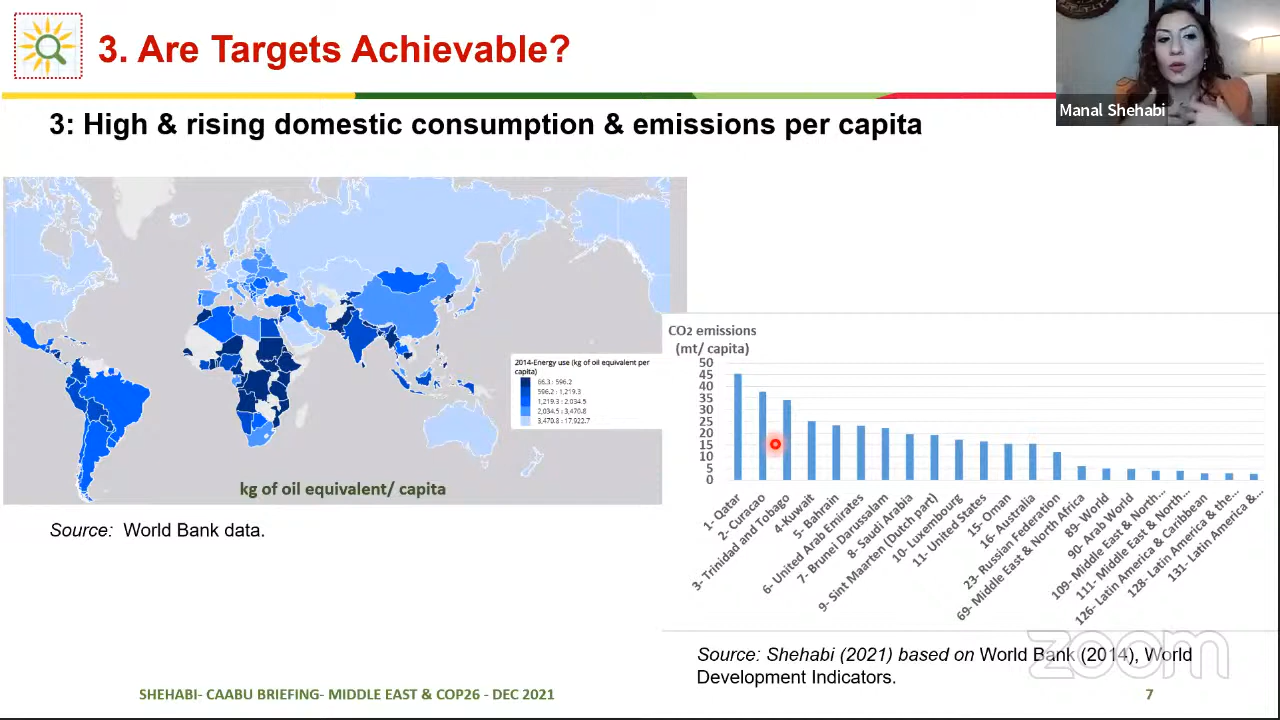 3. Are Targets Achievable?
Manal Shehabi
3: High & rising domestic consumption & emissions per capita
2014-Energy use (kg of oil equivalent per
capita)
66.3 : 596.2
596.2 : 1,219.3
1,219.3 : 2,034.5
2,034.5 : 3,470.8
3,470.8 : 17,922.7
kg of oil equivalent/ capita
Source: World Bank data.
CO2 emissions
(mt/ capita)
50
45
40
35
30
25
20
15
10
5
0
1- Qatar
2- Curacao
3- Trinidad and Tobago
4-Kuwait
5- Bahrain
6- United Arab Emirates
7- Brunei Darussalam
8- Saudi Arabia
9- Sint Maarten (Dutch part)
10- Luxembourg
11- United States
15- Oman
16- Australia
23- Russian Federation
69- Middle East & North Africa
89- World
90- Arab World
109- Middle East & North...
111- Middle East & North...
126- Latin America & Caribbean
128- Latin America & the...
131- Latin America &...
zoom
Source: Shehabi (2021) based on World Bank (2014), World
Development Indicators.
SHEHABI- CAABU BRIEFING- MIDDLE EAST & COP26 - DEC 2021
7